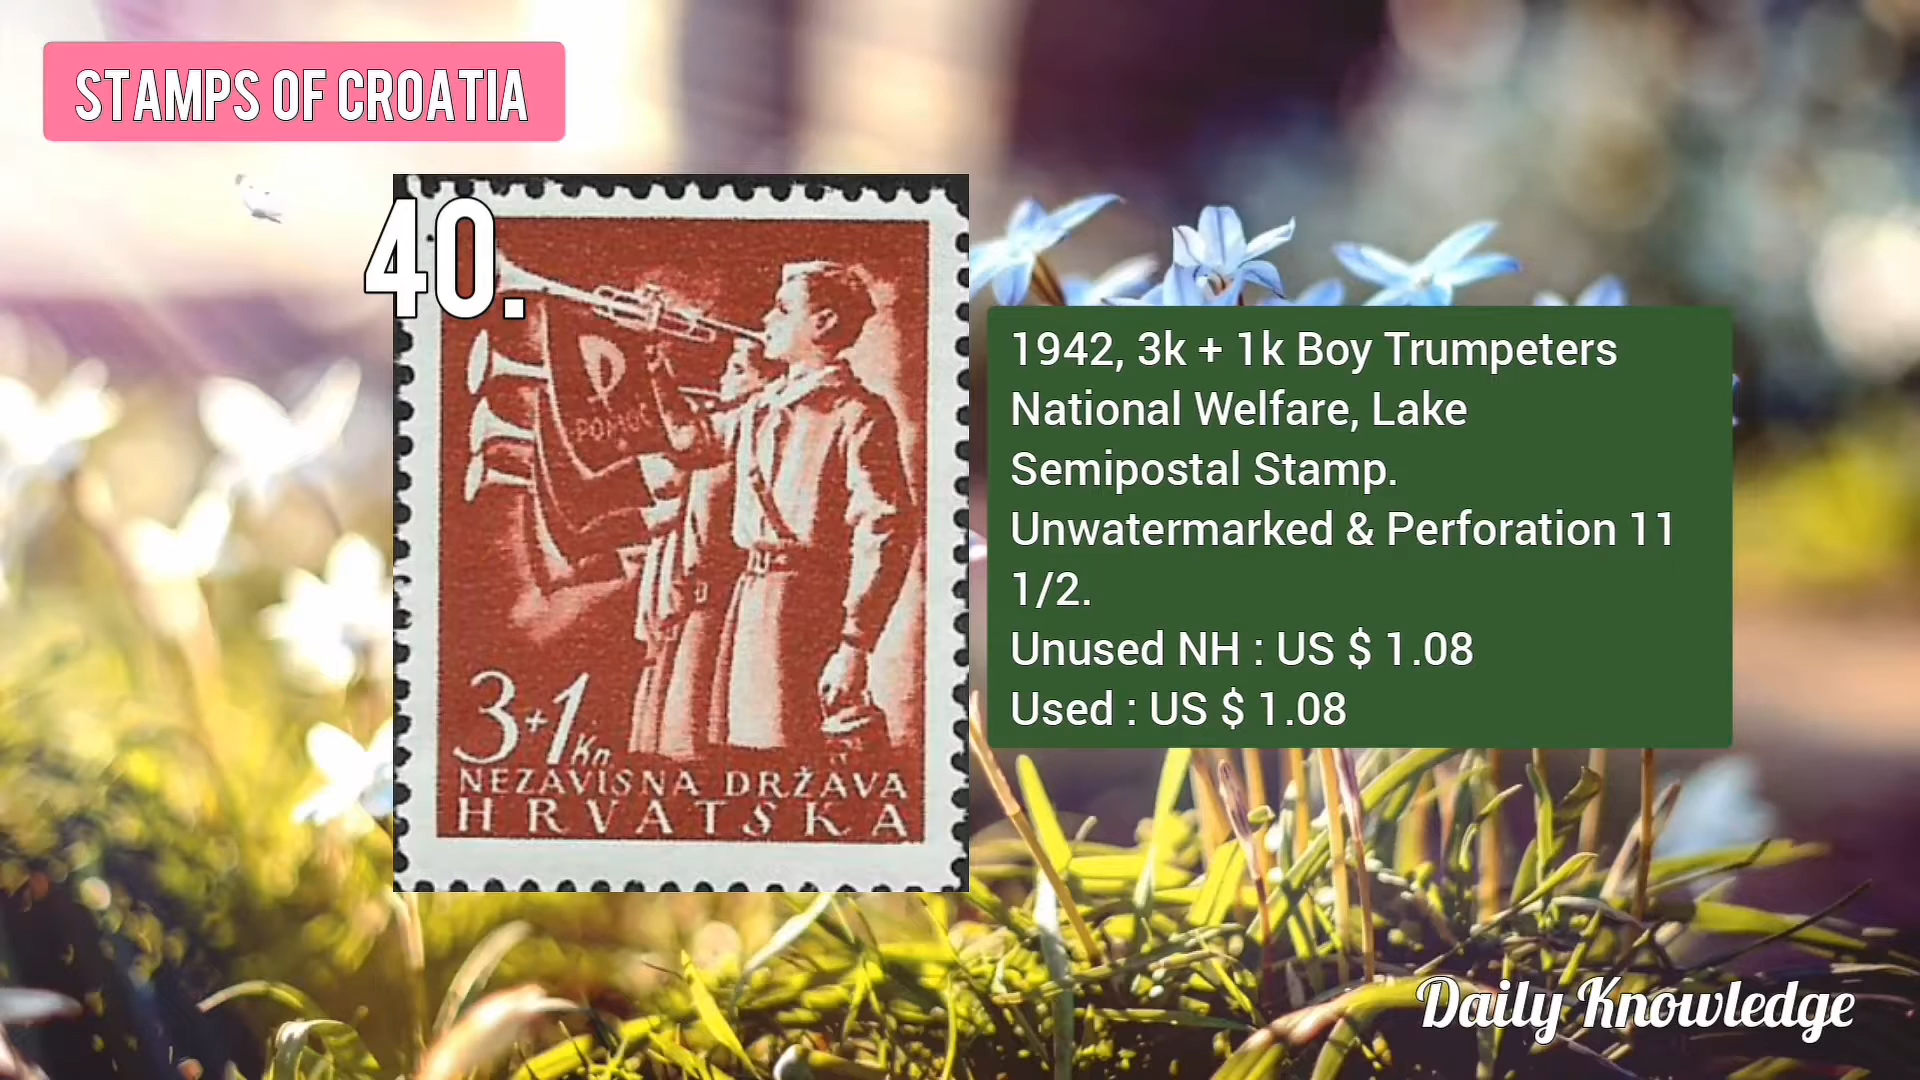 STAMPS OF CROATIA
40.
P
POMOĆ
3+1Kn
NEZAVISNA DRŽAVA
HRVATSKA
1942, 3k + 1k Boy Trumpeters
National Welfare, Lake
Semipostal Stamp.
Unwatermarked & Perforation 11
1/2.
Unused NH : US $ 1.08
Used : US $ 1.08
Daily Knowledge